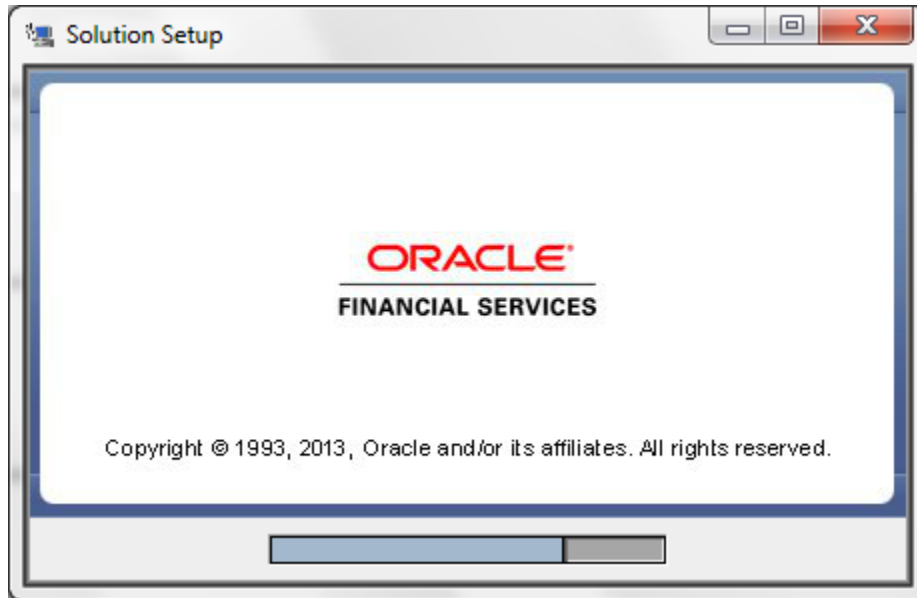 Solution Setup
ORACLE®
FINANCIAL SERVICES
Copyright © 1993, 2013, Oracle and/or its affiliates. All rights reserved.